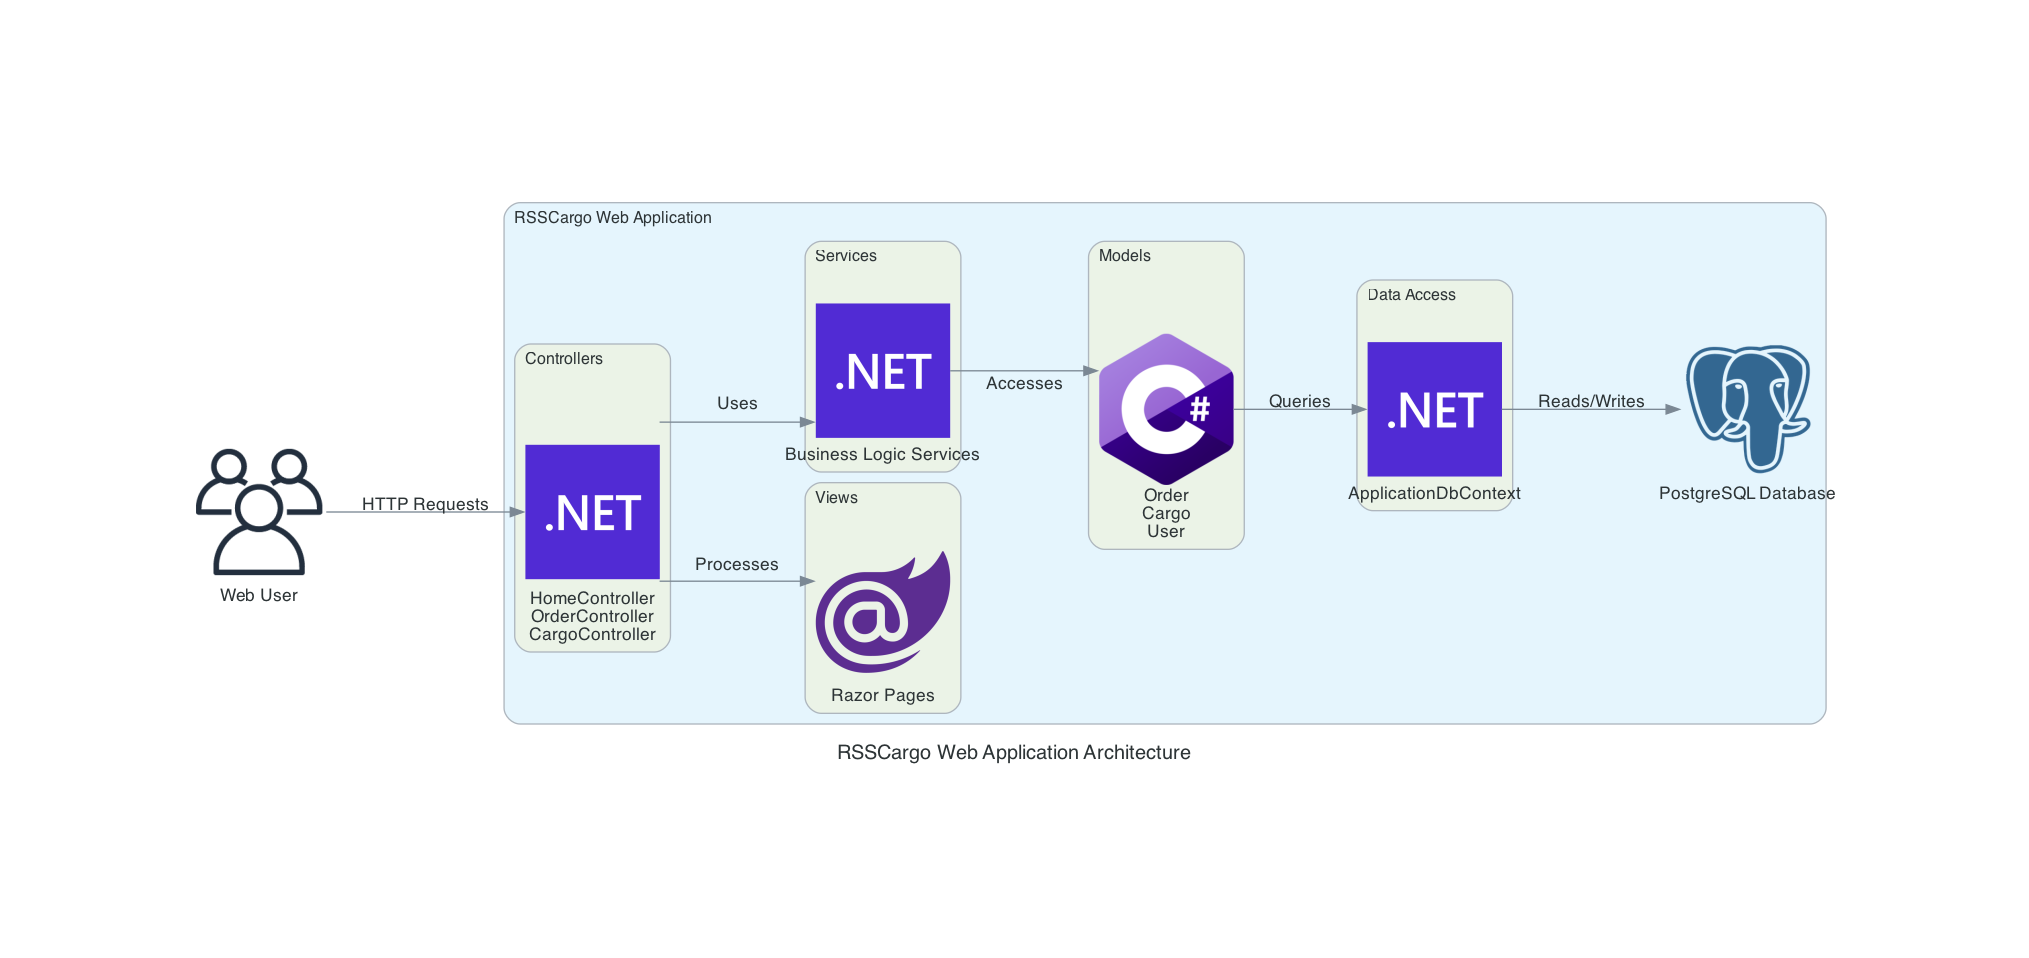 RSSCargo Web Application
Services
Models
Data Access
Controllers
.NET
Accesses
Uses
Queries
.NET
Reads/Writes
C#
Business Logic Services
Views
HTTP Requests
.NET
Order
Cargo
User
ApplicationDbContext
PostgreSQL Database
Processes
Web User
HomeController
OrderController
CargoController
@
Razor Pages
RSSCargo Web Application Architecture